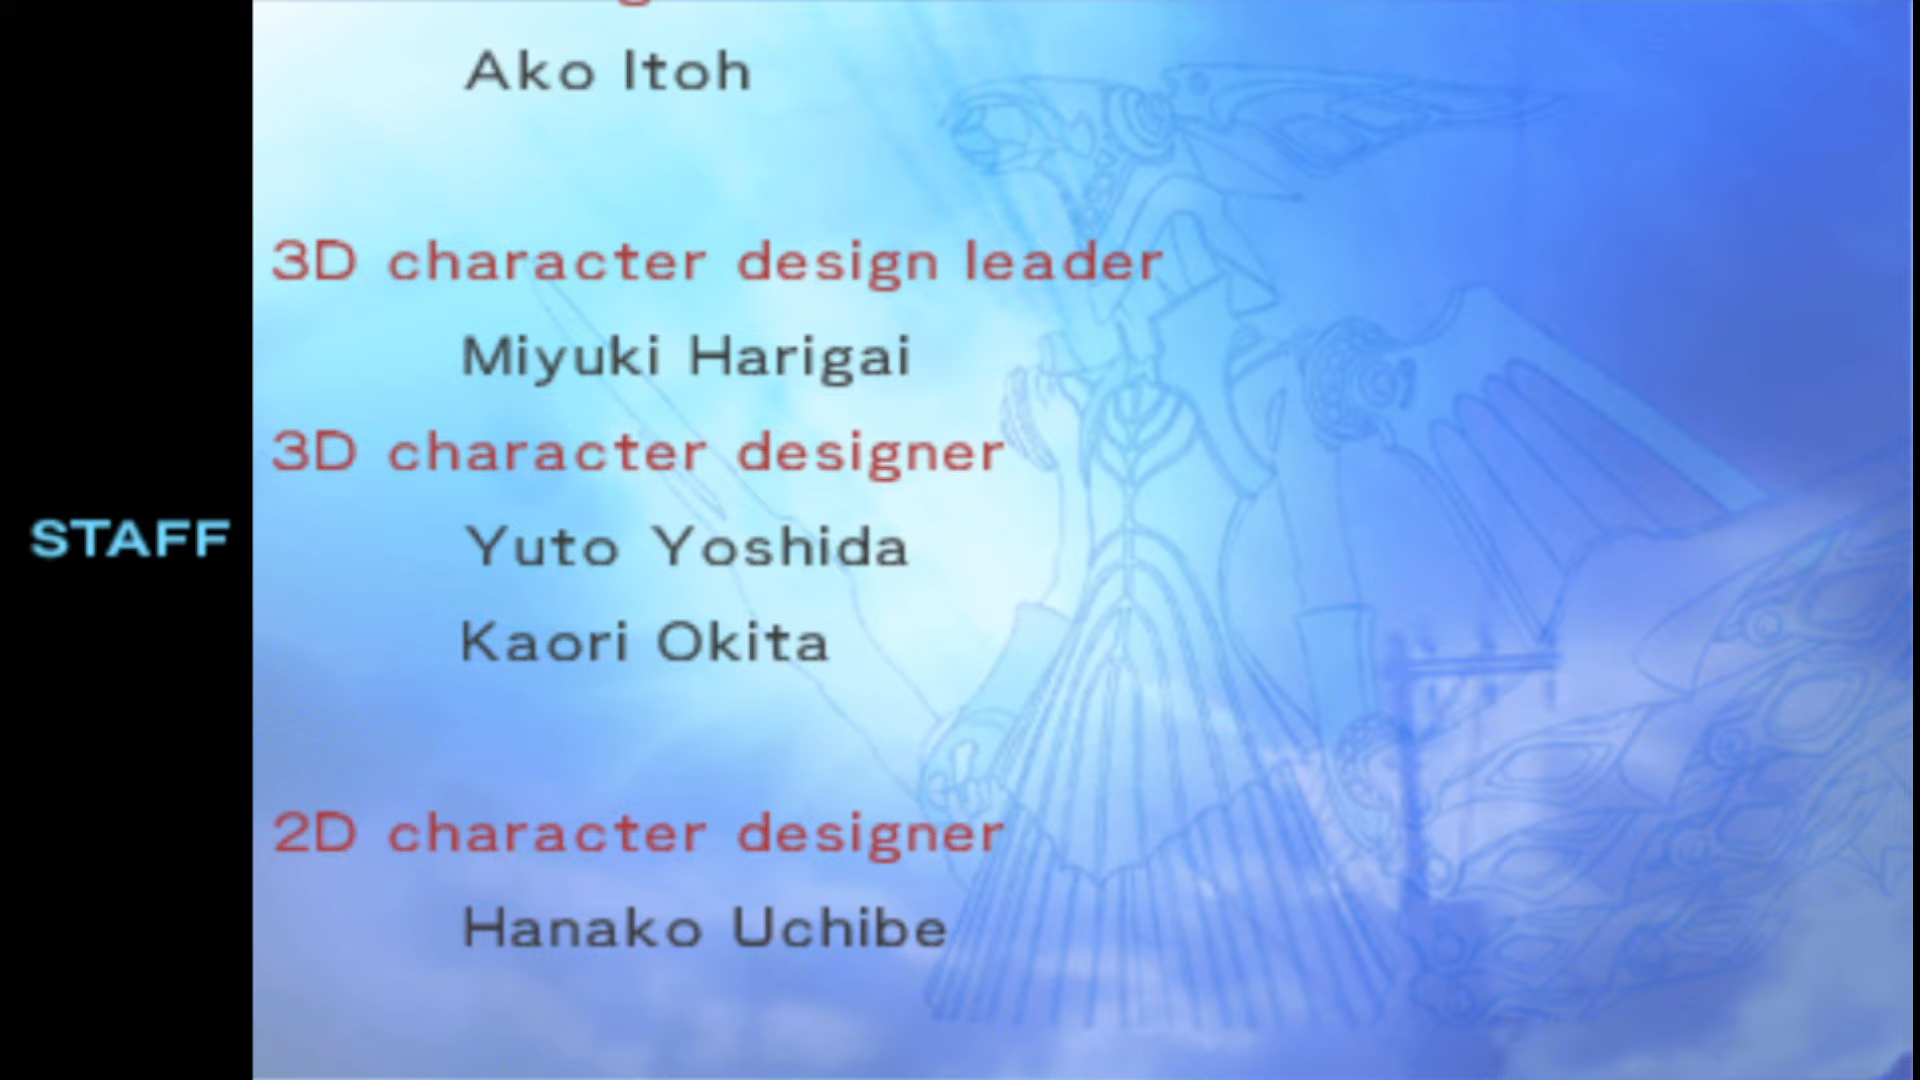 Ako Itoh
3D character design leader
Miyuki Harigai
3D character designer
Yuto Yoshida
Kaori Okita
2D character designer
Hanako Uchibe
STAFF